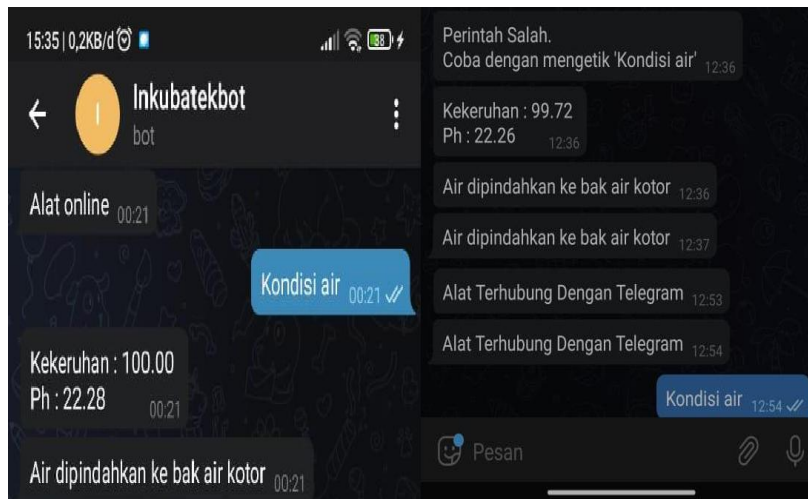 15:35 | 0,2KB/d
38
I
Inkubatekbot
bot
Alat online 00:21
Kondisi air 00:21
Kekeruhan : 100.00
Ph : 22.28 00:21
Air dipindahkan ke bak air kotor 00:21
Perintah Salah.
Coba dengan mengetik 'Kondisi air' 12:36
Kekeruhan : 99.72
Ph : 22.26 12:36
Air dipindahkan ke bak air kotor 12:36
Air dipindahkan ke bak air kotor 12:37
Alat Terhubung Dengan Telegram 12:53
Alat Terhubung Dengan Telegram 12:54
Kondisi air 12:54
Pesan